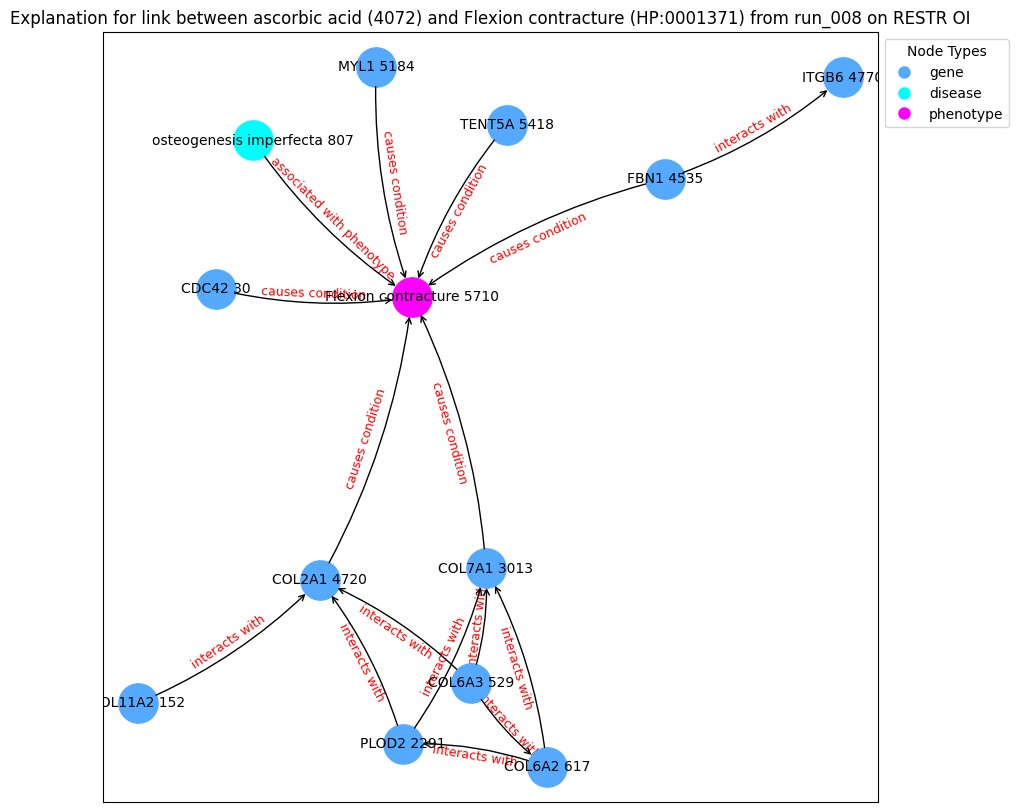 Explanation for link between ascorbic acid (4072) and Flexion contracture (HP:0001371) from run_008 on RESTR OI
Node Types
gene
disease
phenotype
MYL1 5184
ITGB6 4770
TENT5A 5418
osteogenesis imperfecta 807
interacts with
FBN1 4535
causes condition
associated with phenotype
causes condition
causes condition
CDC42 30
causes condition
Flexion contracture 5710
causes condition
causes condition
COL7A1 3013
COL2A1 4720
interacts with
interacts with
interacts with
interacts with
interacts with
interacts with
COL6A3 529
OL11A2 152
interacts with
PLOD2 2291
interacts with
COL6A2 617